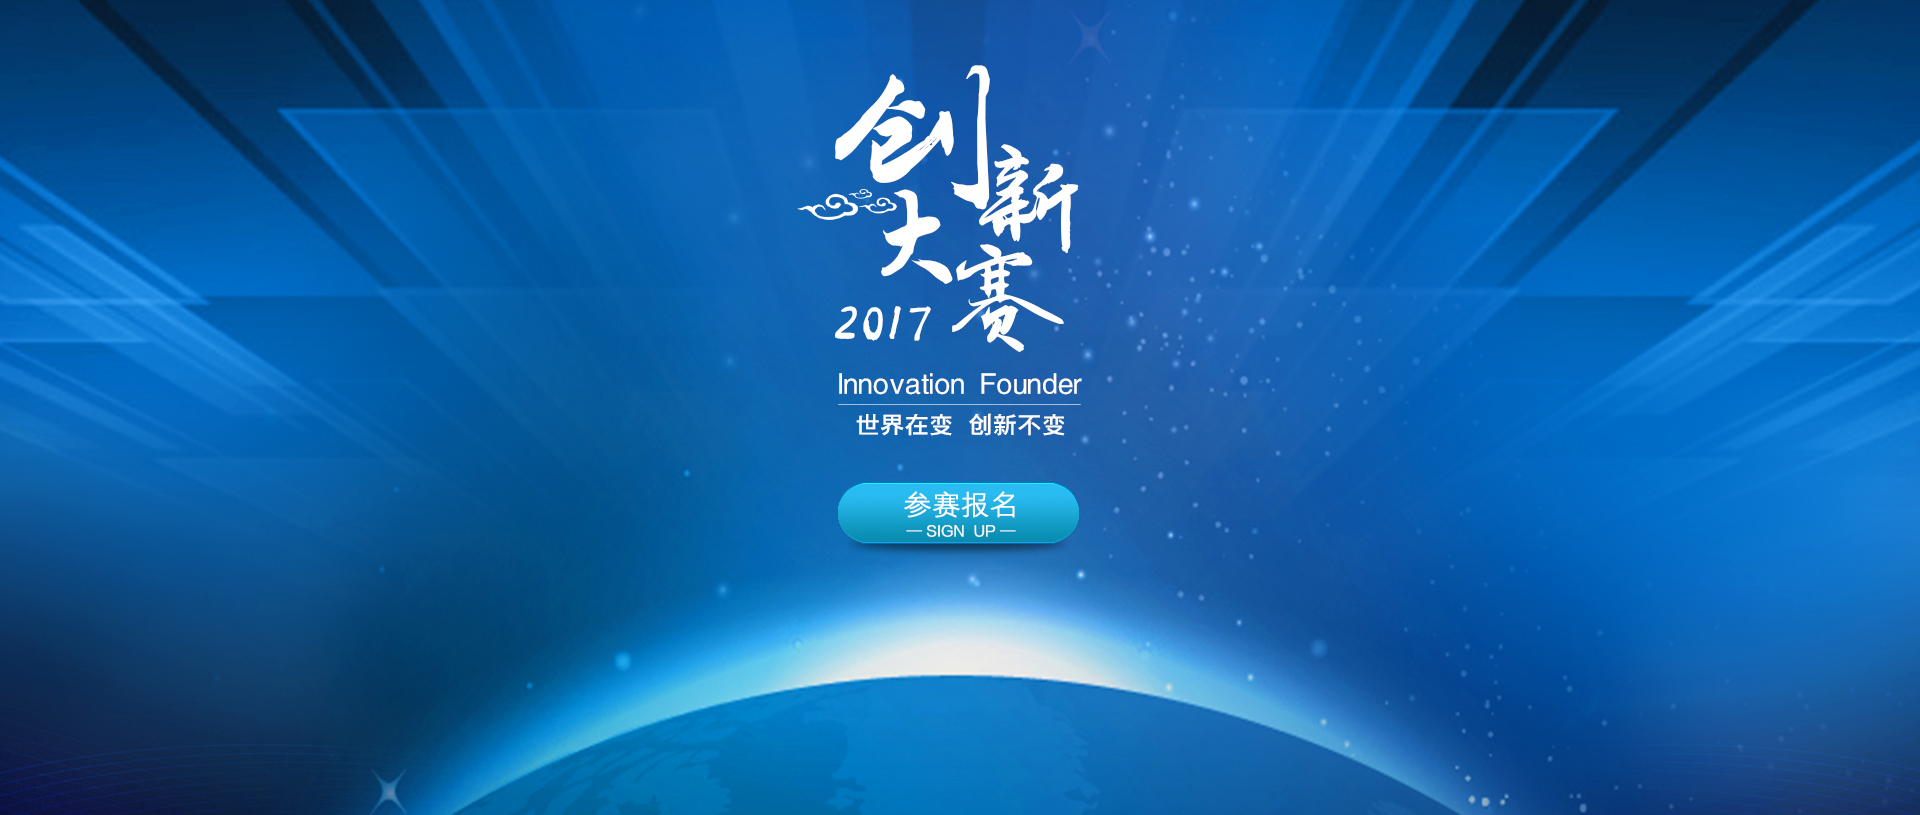 创新
大赛
2017
Innovation Founder
世界在变 创新不变
参赛报名
— SIGN UP —